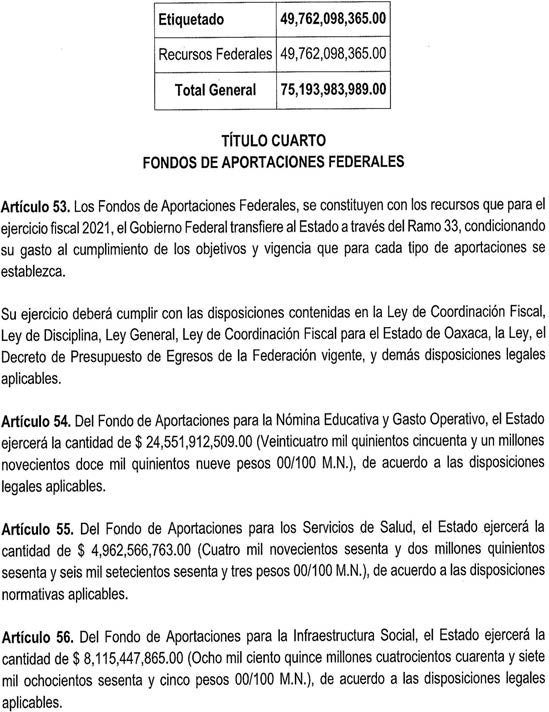 Etiquetado 49,762,098,365.00
Recursos Federales 49,762,098,365.00
Total General 75,193,983,989.00
TÍTULO CUARTO
FONDOS DE APORTACIONES FEDERALES
Artículo 53. Los Fondos de Aportaciones Federales, se constituyen con los recursos que para el
ejercicio fiscal 2021, el Gobierno Federal transfiere al Estado a través del Ramo 33, condicionando
su gasto al cumplimiento de los objetivos y vigencia que para cada tipo de aportaciones se
establezca.
Su ejercicio deberá cumplir con las disposiciones contenidas en la Ley de Coordinación Fiscal,
Ley de Disciplina, Ley General, Ley de Coordinación Fiscal para el Estado de Oaxaca, la Ley, el
Decreto de Presupuesto de Egresos de la Federación vigente, y demás disposiciones legales
aplicables.
Artículo 54. Del Fondo de Aportaciones para la Nómina Educativa y Gasto Operativo, el Estado
ejercerá la cantidad de $ 24,551,912,509.00 (Veinticuatro mil quinientos cincuenta y un millones
novecientos doce mil quinientos nueve pesos 00/100 M.N.), de acuerdo a las disposiciones
legales aplicables.
Artículo 55. Del Fondo de Aportaciones para los Servicios de Salud, el Estado ejercerá la
cantidad de $ 4,962,566,763.00 (Cuatro mil novecientos sesenta y dos millones quinientos
sesenta y seis mil setecientos sesenta y tres pesos 00/100 M.N.), de acuerdo a las disposiciones
normativas aplicables.
Artículo 56. Del Fondo de Aportaciones para la Infraestructura Social, el Estado ejercerá la
cantidad de $ 8,115,447,865.00 (Ocho mil ciento quince millones cuatrocientos cuarenta y siete
mil ochocientos sesenta y cinco pesos 00/100 M.N.), de acuerdo a las disposiciones legales
aplicables.